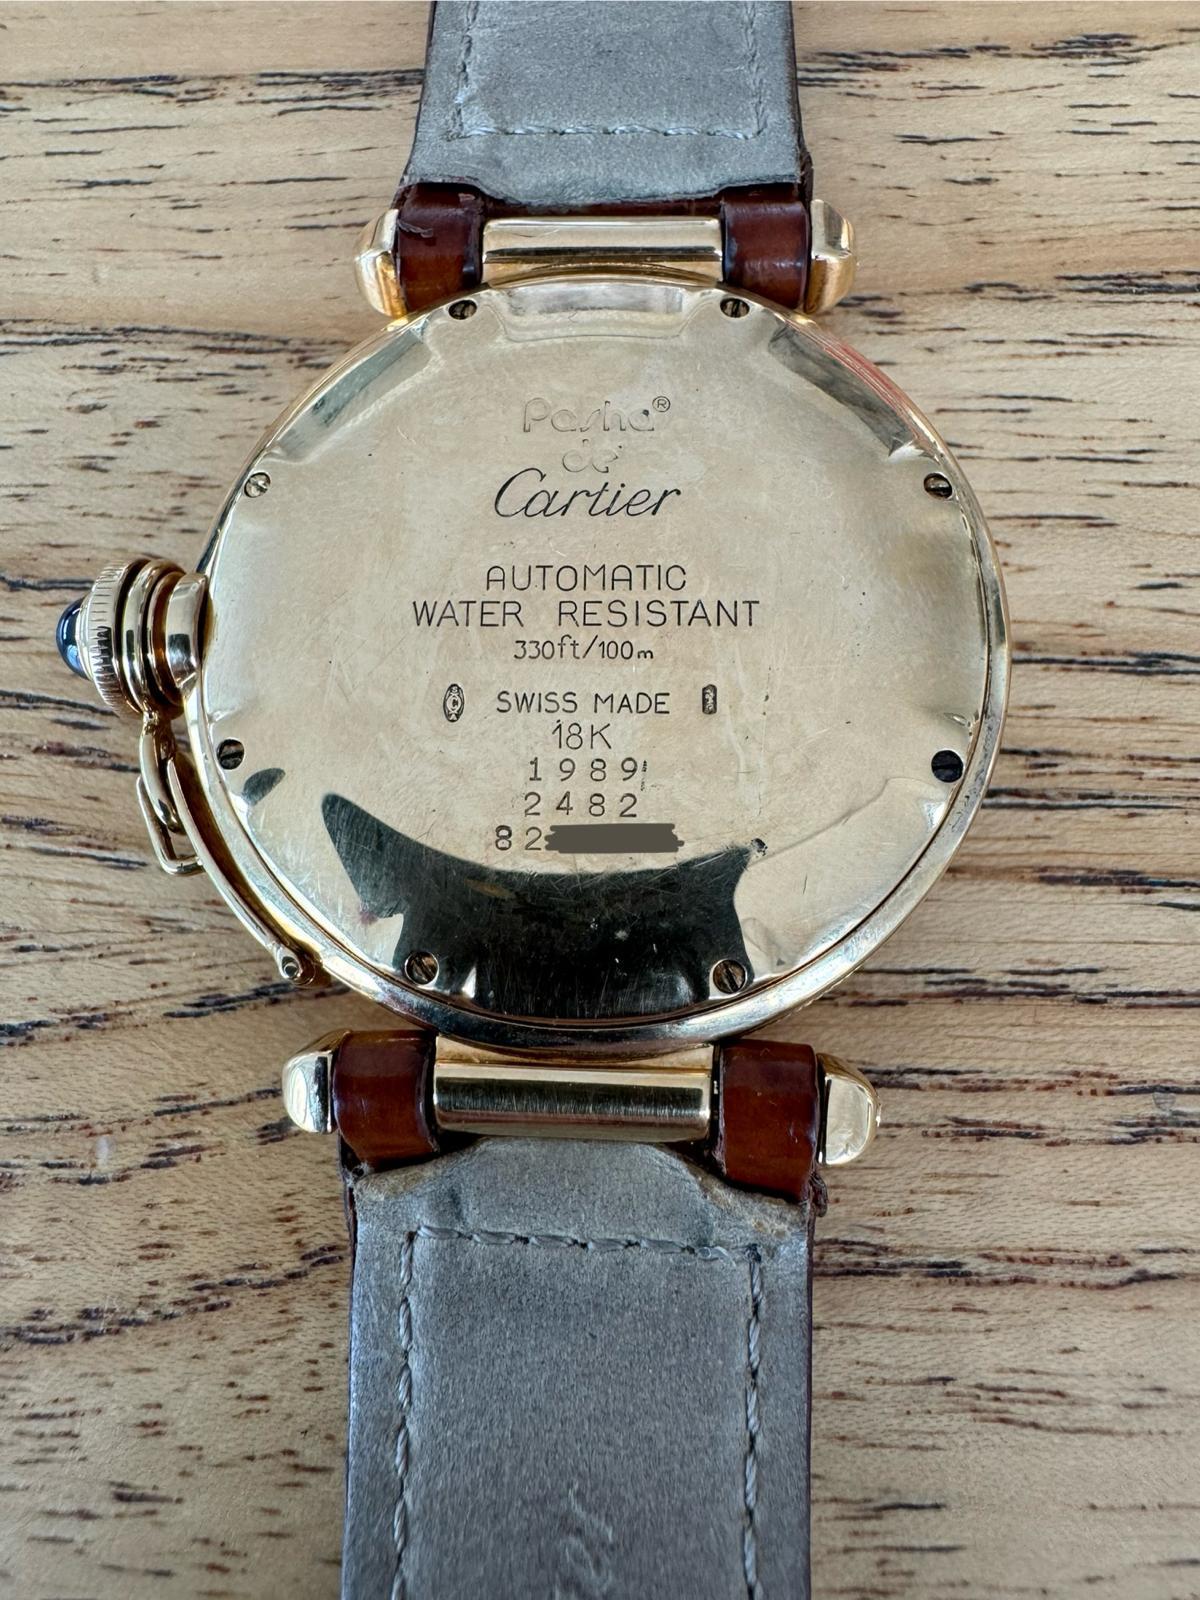 Pasha®
de
Cartier
AUTOMATIC
WATER RESISTANT
330ft/100m
SWISS MADE
18K
1989
2482
82